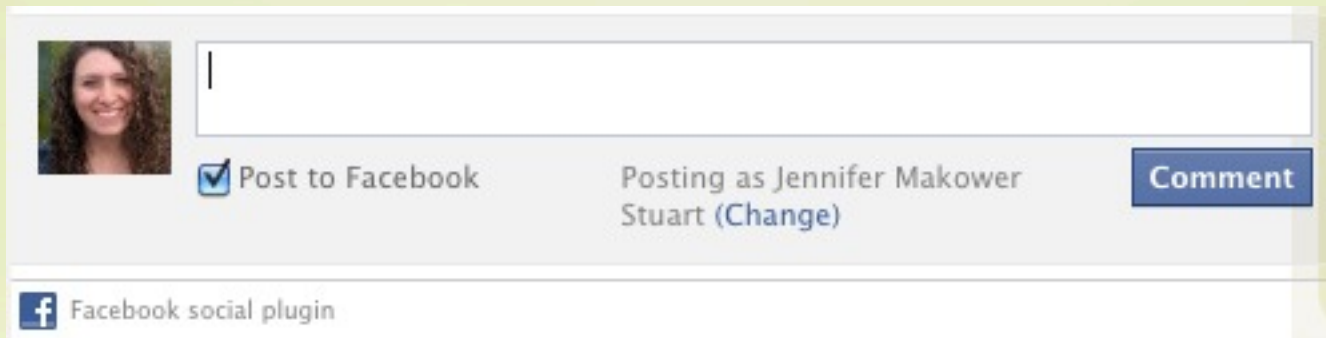 Post to Facebook
Posting as Jennifer Makower
Stuart (Change)
Comment
f Facebook social plugin